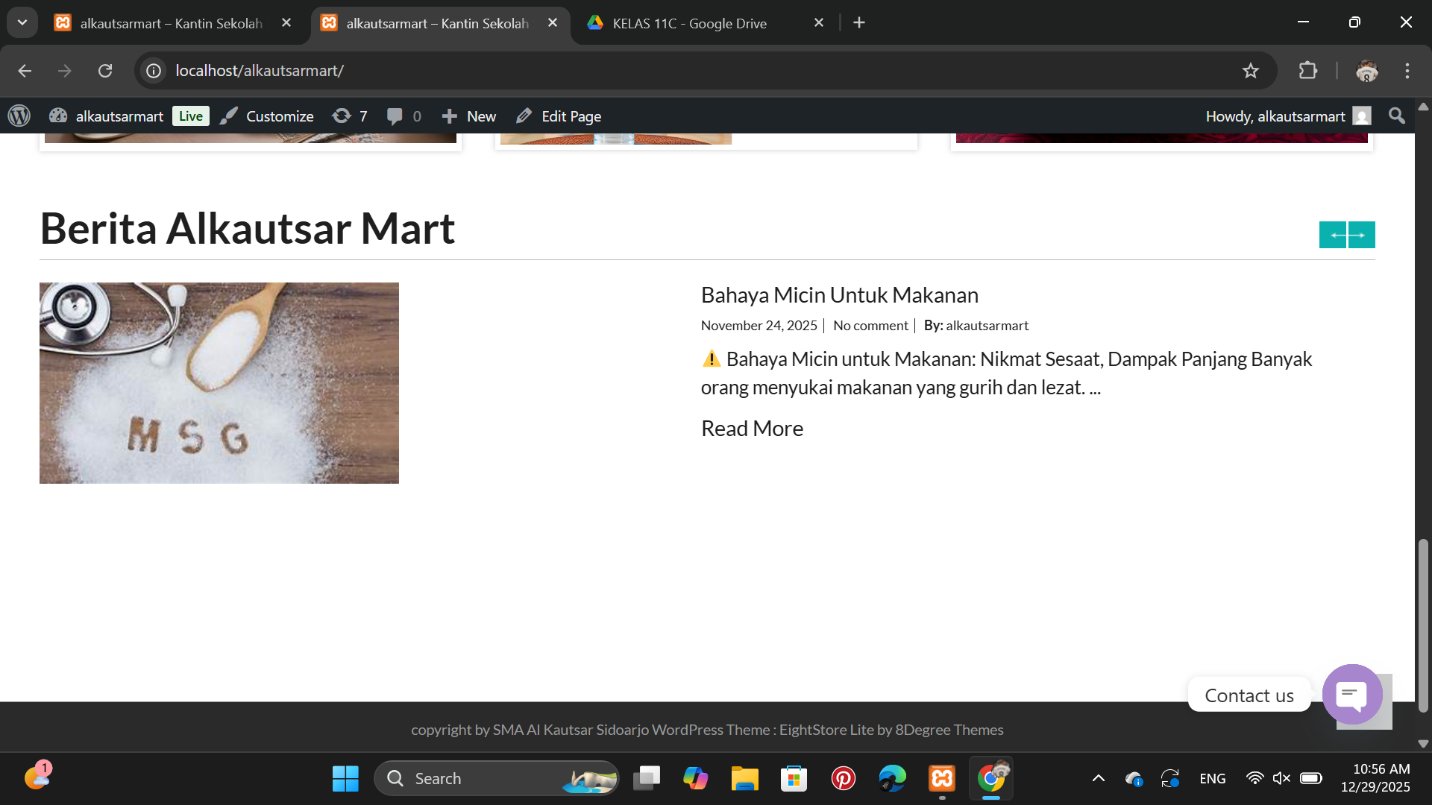 alkautsarmart – Kantin Sekolah
alkautsarmart – Kantin Sekolah
KELAS 11C - Google Drive
localhost/alkautsarmart/
8
alkautsarmart Live Customize 7 0 New Edit Page
Howdy, alkautsarmart
Berita Alkautsar Mart
MSG
Bahaya Micin Untuk Makanan
November 24, 2025 No comment By: alkautsarmart
⚠️ Bahaya Micin untuk Makanan: Nikmat Sesaat, Dampak Panjang Banyak
orang menyukai makanan yang gurih dan lezat. ...
Read More
Contact us
copyright by SMA Al Kautsar Sidoarjo WordPress Theme : EightStore Lite by 8Degree Themes
1
Search
ENG
10:56 AM
12/29/2025